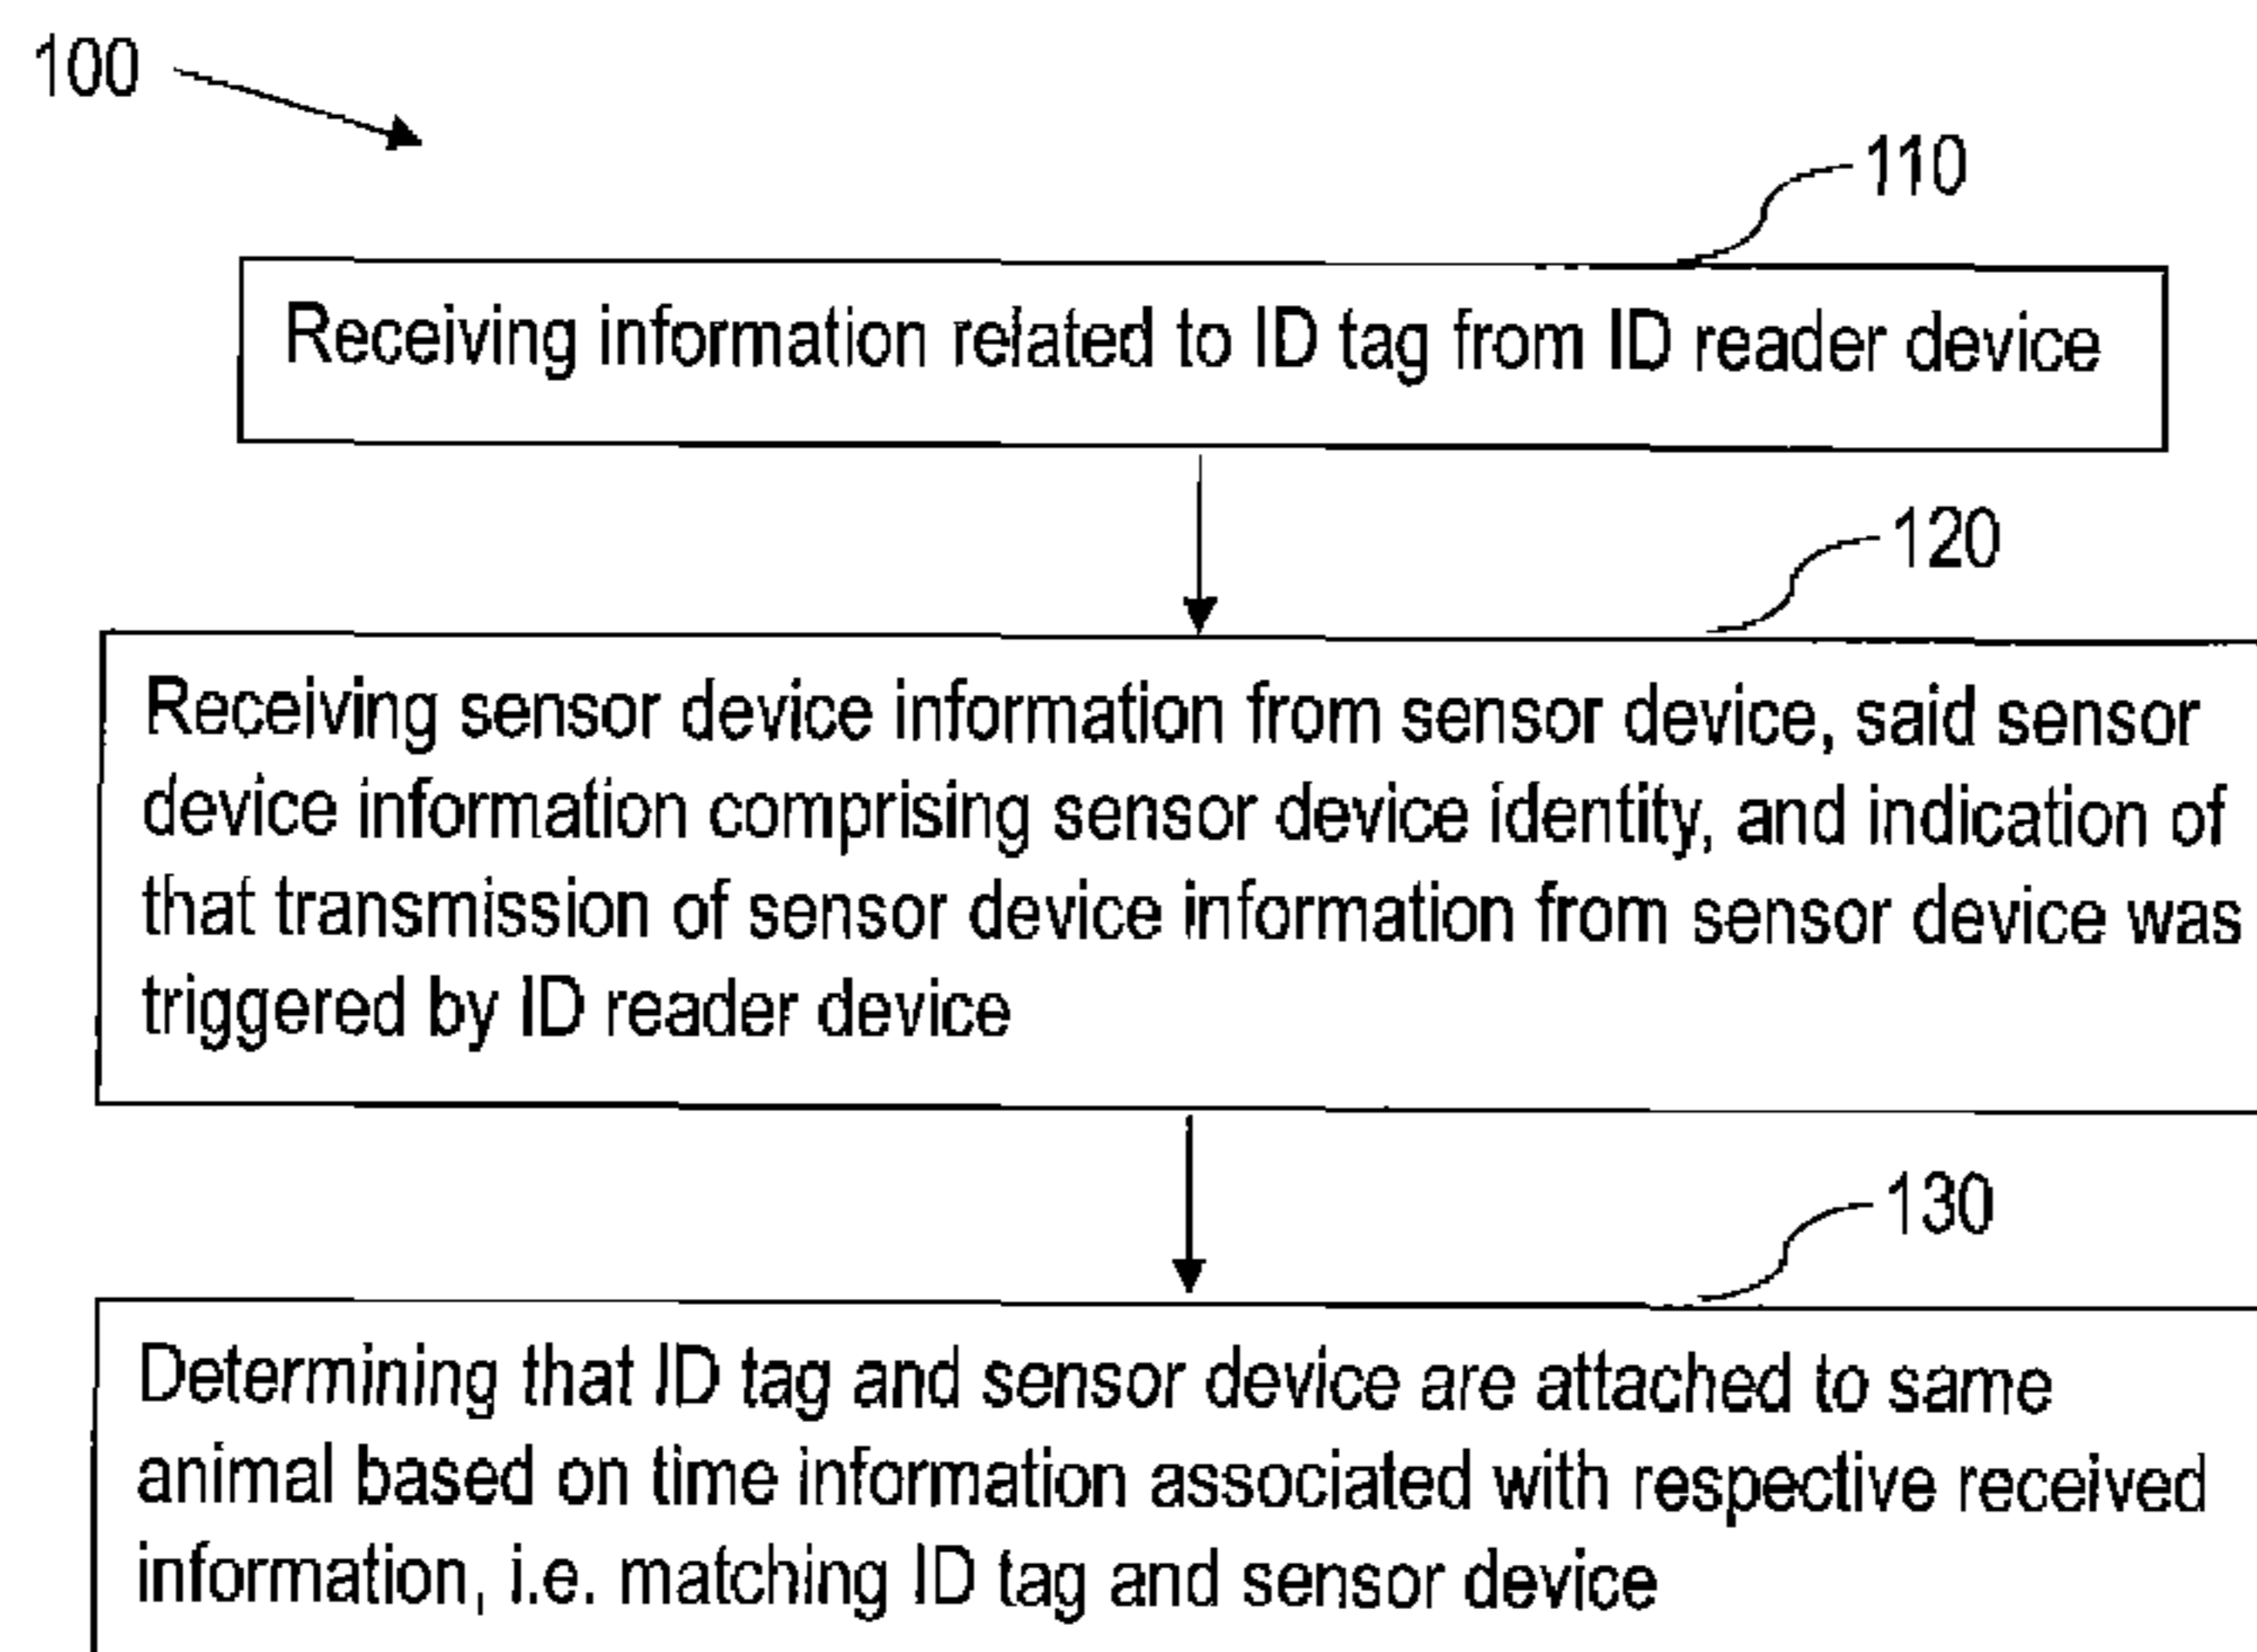 100
110
Receiving information related to ID tag from ID reader device
120
Receiving sensor device information from sensor device, said sensor
device information comprising sensor device identity, and indication of
that transmission of sensor device information from sensor device was
triggered by ID reader device
130
Determining that ID tag and sensor device are attached to same
animal based on time information associated with respective received
information, i.e. matching ID tag and sensor device